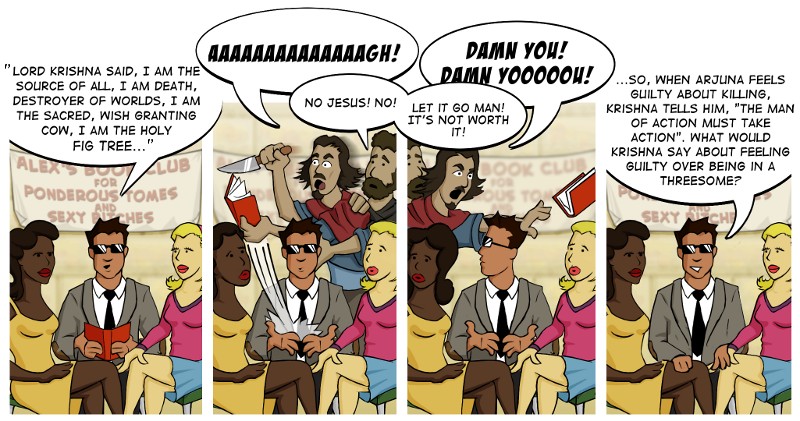 "LORD KRISHNA SAID, I AM THE
SOURCE OF ALL, I AM DEATH,
DESTROYER OF WORLDS, I AM
THE SACRED, WISH GRANTING
COW, I AM THE HOLY
FIG TREE..."
ALEX'S BOOK CLUB
FOR
PONDEROUS TOMES
AND
SEXY BITCHES
AAAAAAAAAAAAAAGH!
NO JESUS! NO!
DAMN YOU!
DAMN YOOOOOU!
LET IT GO MAN!
IT'S NOT WORTH
IT!
BOOK CLUB
FOR
TOMES
...SO, WHEN ARJUNA FEELS
GUILTY ABOUT KILLING,
KRISHNA TELLS HIM, "THE MAN
OF ACTION MUST TAKE
ACTION". WHAT WOULD
KRISHNA SAY ABOUT FEELING
GUILTY OVER BEING IN A
THREESOME?
ALEX'S
CLUB
FOR
PONDEROUS TOMES
AND
SEXY BITCHES